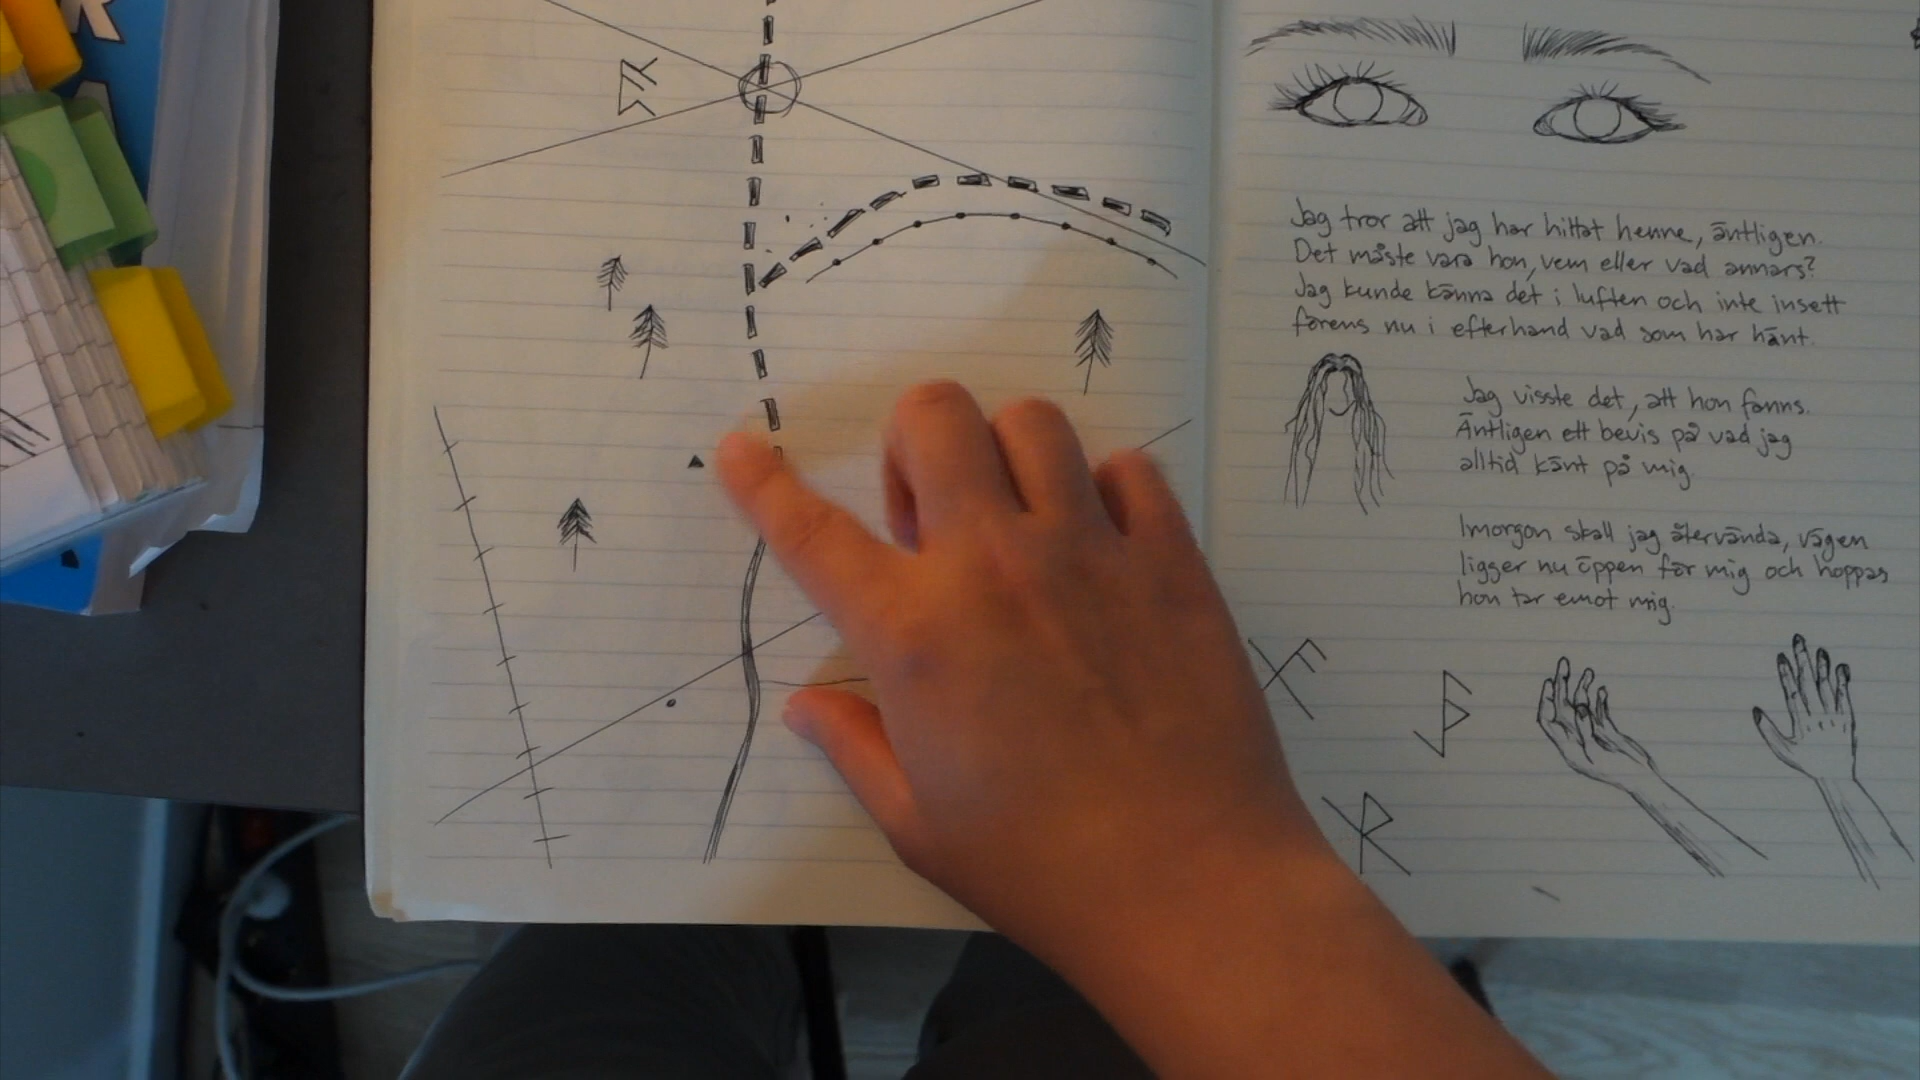 Jag tror att jag har hittat henne, äntligen.
Det måste vara hon, vem eller vad annars?
Jag kunde känna det i luften och inte insett
förens nu i efterhand vad som har hänt.
Jag visste det, att hon fanns.
Äntligen ett bevis på vad jag
alltid känt på mig.
Imorgon skall jag återvända, vägen
ligger nu öppen för mig och hoppas
hon tar emot mig.